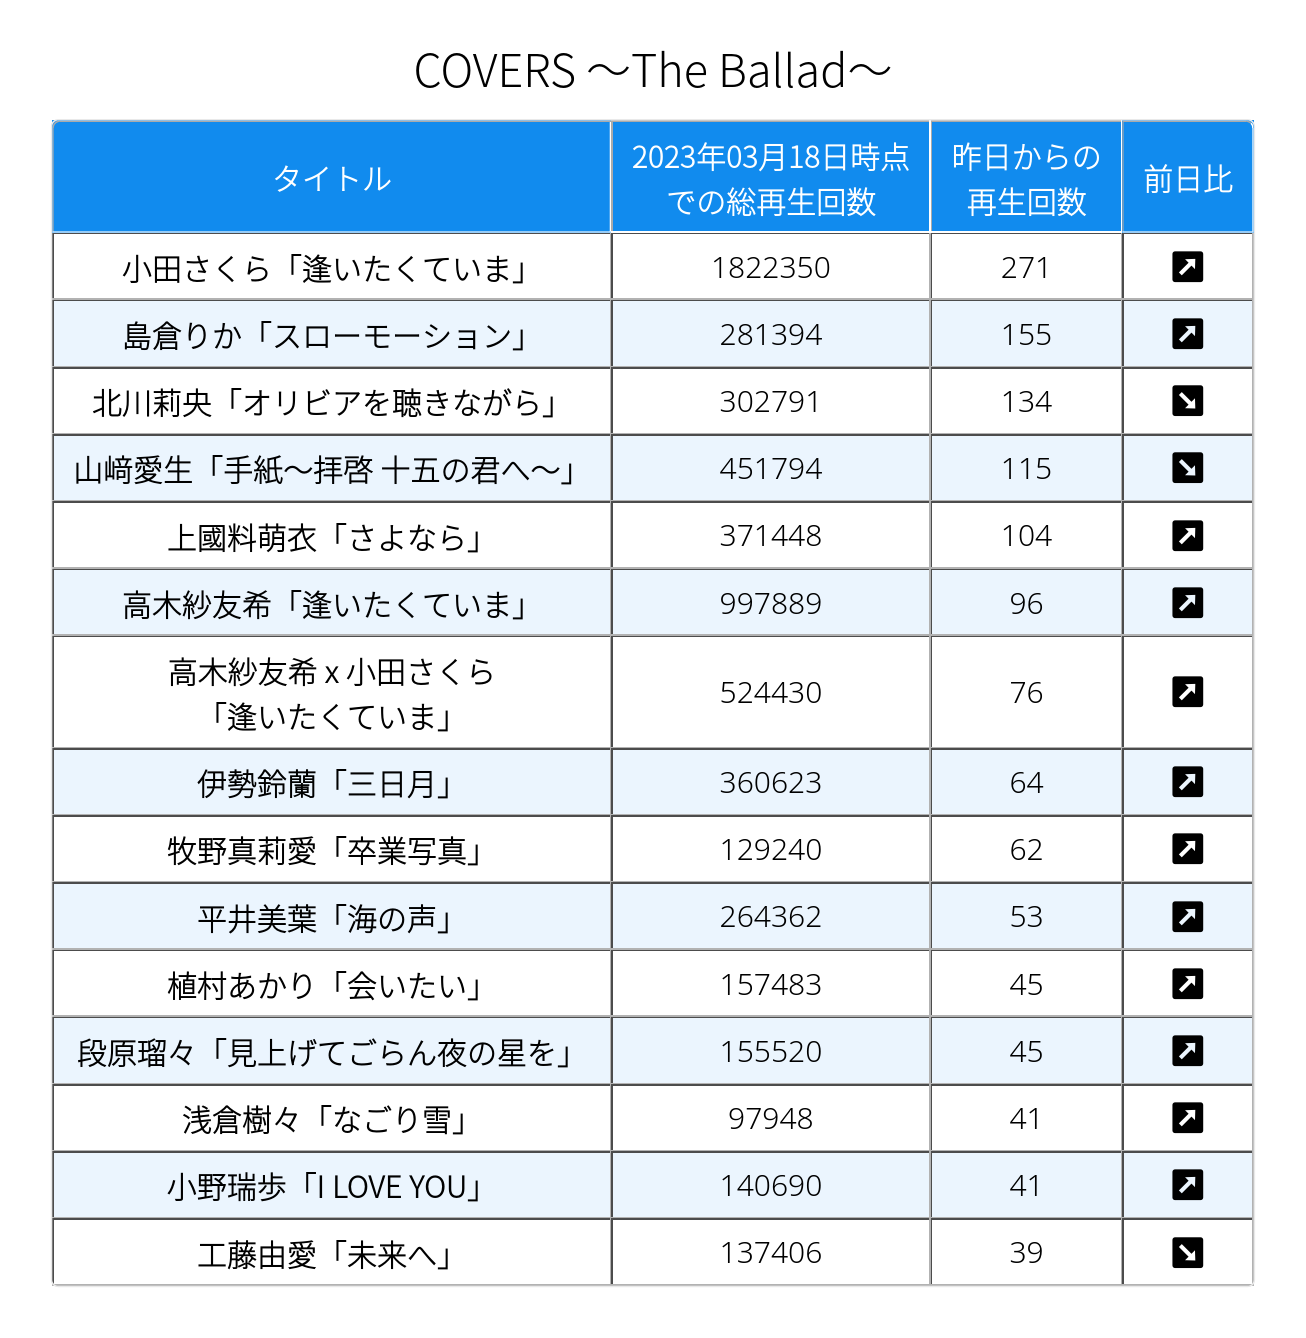 COVERS ～The Ballad～
タイトル
2023年03月18日時点
での総再生回数
昨日からの
再生回数
前日比
小田さくら「逢いたくていま」 1822350 271
島倉りか「スローモーション」 281394 155
北川莉央「オリビアを聴きながら」 302791 134
山﨑愛生「手紙～拝啓 十五の君へ～」 451794 115
上國料萌衣「さよなら」 371448 104
高木紗友希「逢いたくていま」 997889 96
高木紗友希 x 小田さくら
「逢いたくていま」 524430 76
伊勢鈴蘭「三日月」 360623 64
牧野真莉愛「卒業写真」 129240 62
平井美葉「海の声」 264362 53
植村あかり「会いたい」 157483 45
段原瑠々「見上げてごらん夜の星を」 155520 45
浅倉樹々「なごり雪」 97948 41
小野瑞歩「I LOVE YOU」 140690 41
工藤由愛「未来へ」 137406 39